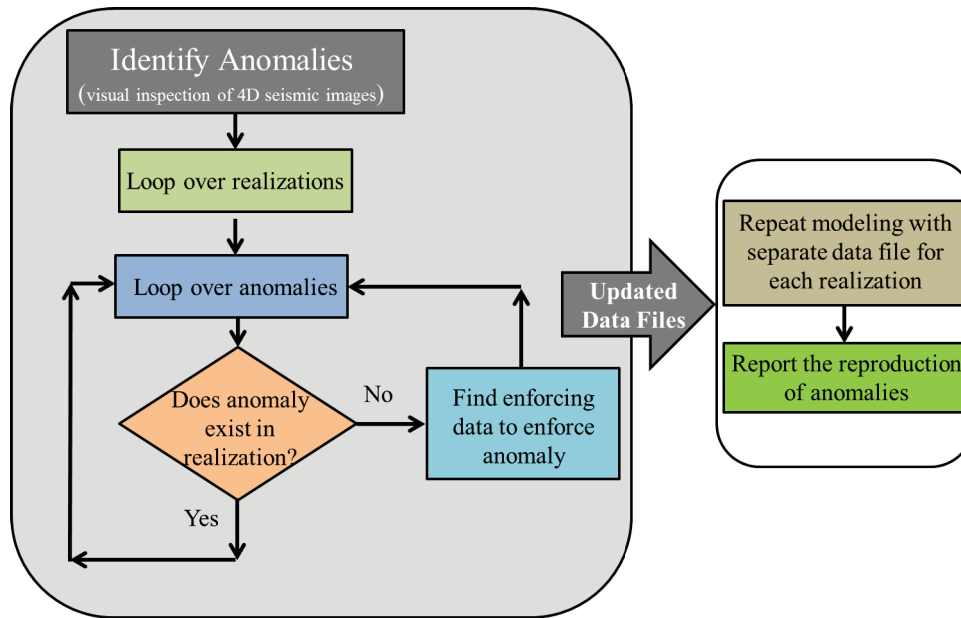 Identify Anomalies
(visual inspection of 4D seismic images)
Loop over realizations
Loop over anomalies
Does anomaly
exist in
realization?
No
Yes
Find enforcing
data to enforce
anomaly
Updated
Data Files
Repeat modeling with
separate data file for
each realization
Report the reproduction
of anomalies